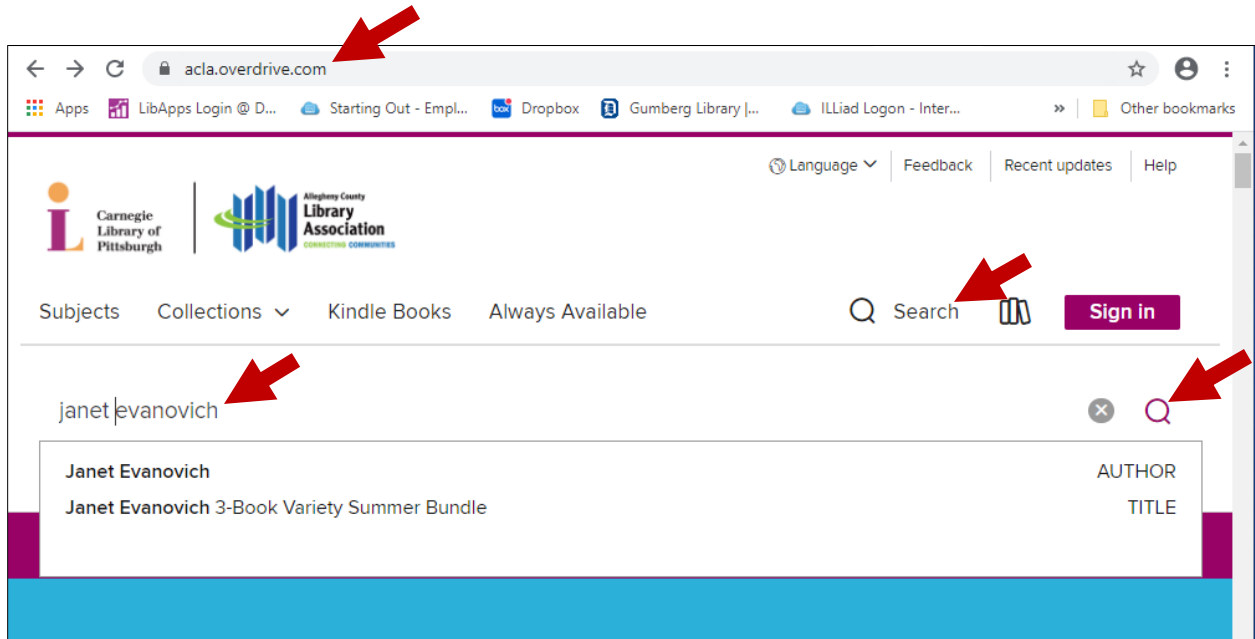 acla.overdrive.com
Apps LibApps Login @ D... Starting Out - Empl... box Dropbox Gumberg Library |... ILLiad Logon - Inter... » Other bookmarks
Language Feedback Recent updates Help
Carnegie
Library of
Pittsburgh
Allegheny County
Library
Association
CONNECTING COMMUNITIES
Subjects Collections Kindle Books Always Available Search Sign in
janet evanovich
Janet Evanovich AUTHOR
Janet Evanovich 3-Book Variety Summer Bundle TITLE